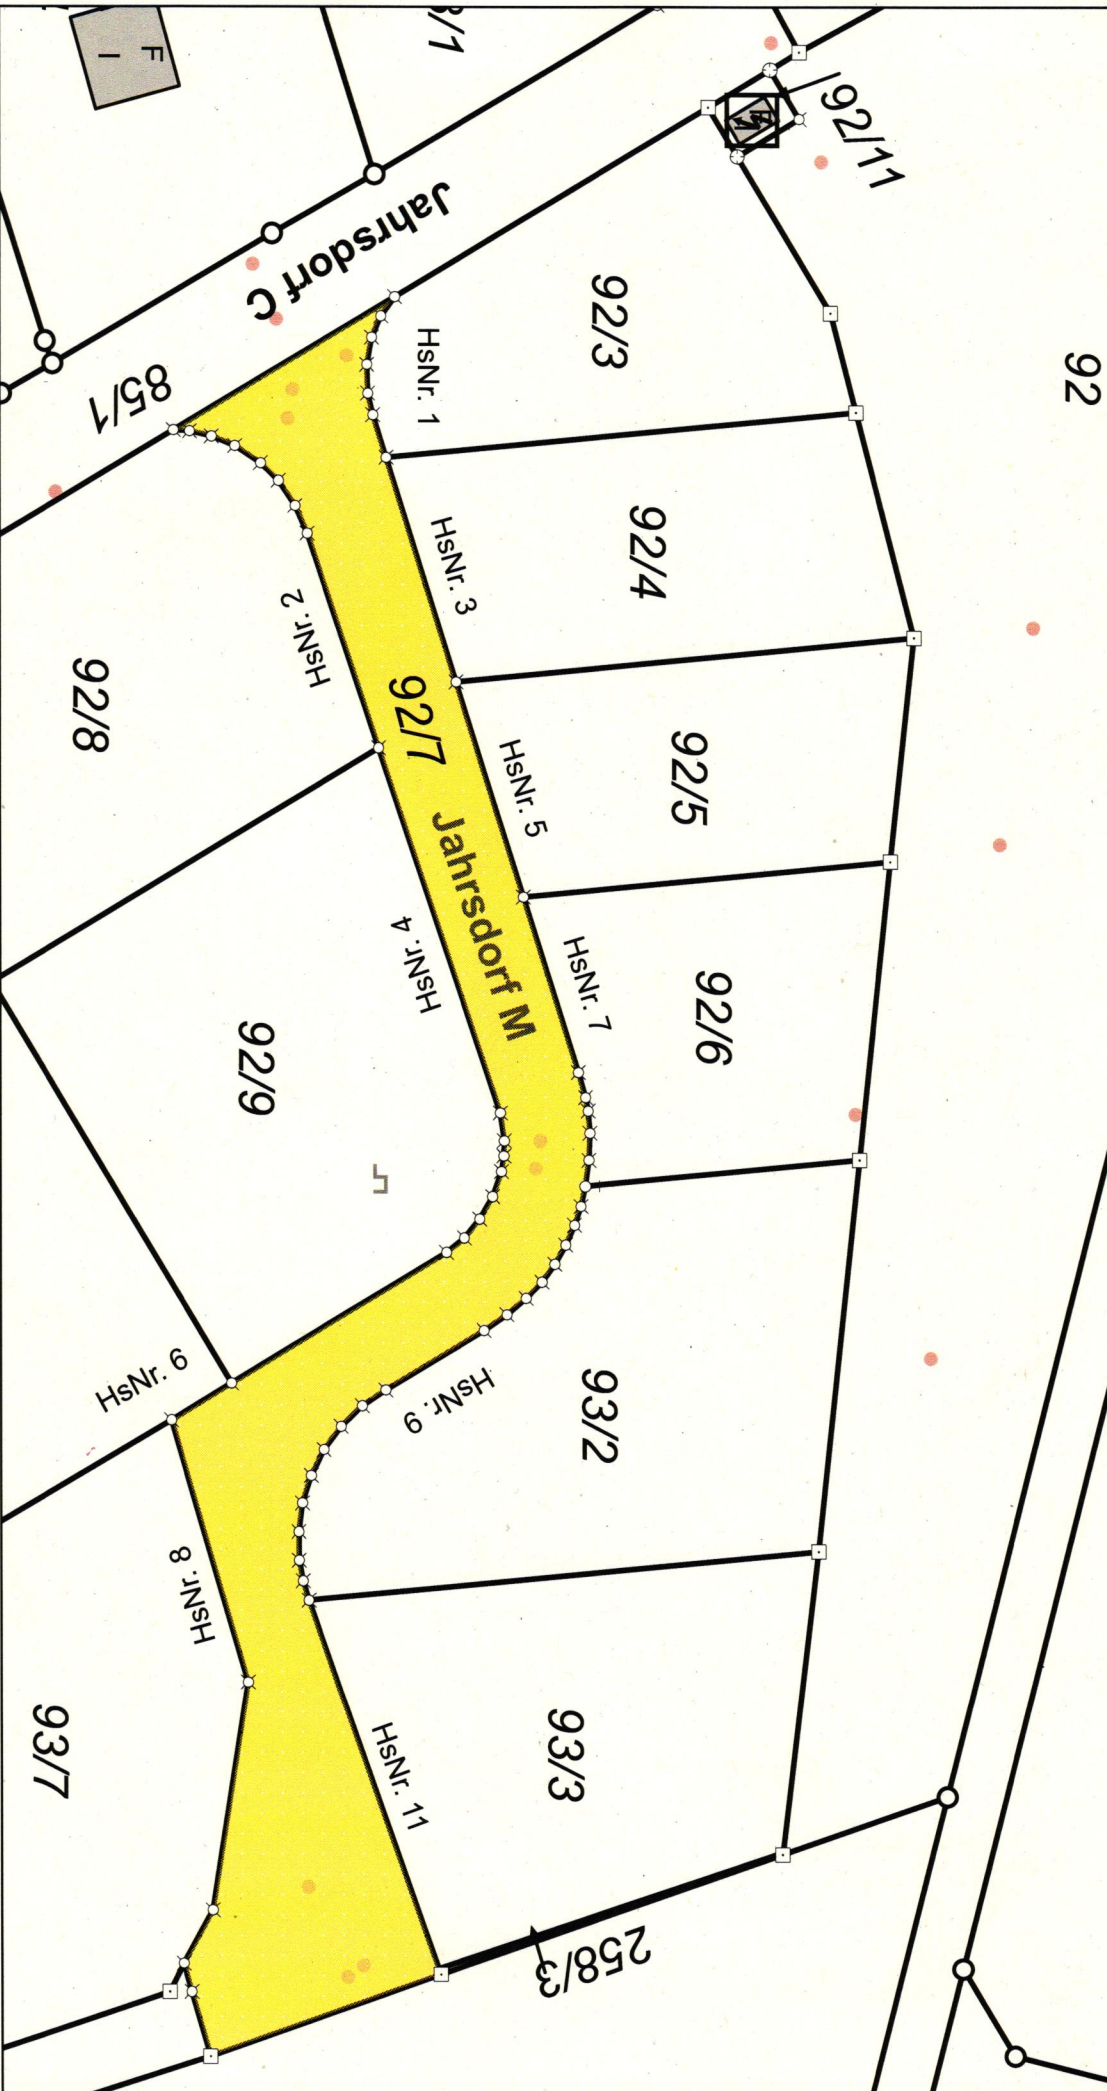 F
I
3/1
92/11
Jahrsdorf C
85/1
92
92/3
HsNr. 1
92/4
HsNr. 3
92/5
HsNr. 5
92/6
HsNr. 7
92/7
Jahrsdorf M
HsNr. 2
92/8
HsNr. 4
92/9
HsNr. 6
HsNr. 9
93/2
HsNr. 8
93/7
HsNr. 11
93/3
258/3